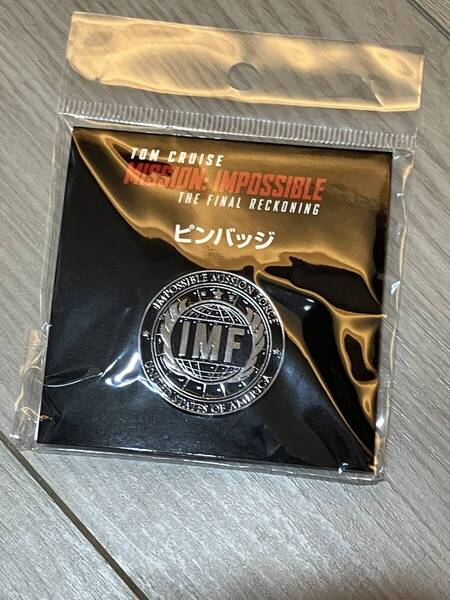 TOM CRUISE
MISSION: IMPOSSIBLE
THE FINAL RECKONING
ピンバッジ
IMPOSSIBLE MISSION FORCE
IMF
UNITED STATES OF AMERICA